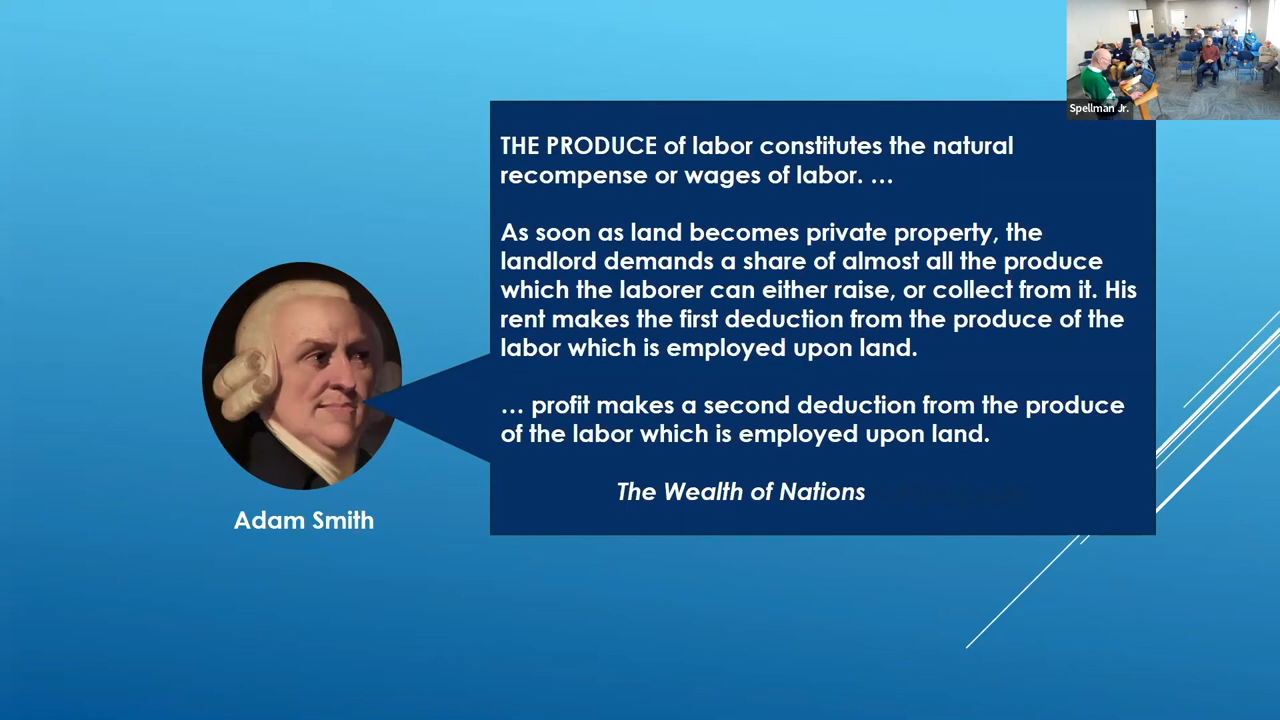 Spellman Jr.
THE PRODUCE of labor constitutes the natural
recompense or wages of labor. …
As soon as land becomes private property, the
landlord demands a share of almost all the produce
which the laborer can either raise, or collect from it. His
rent makes the first deduction from the produce of the
labor which is employed upon land.
… profit makes a second deduction from the produce
of the labor which is employed upon land.
The Wealth of Nations
Adam Smith